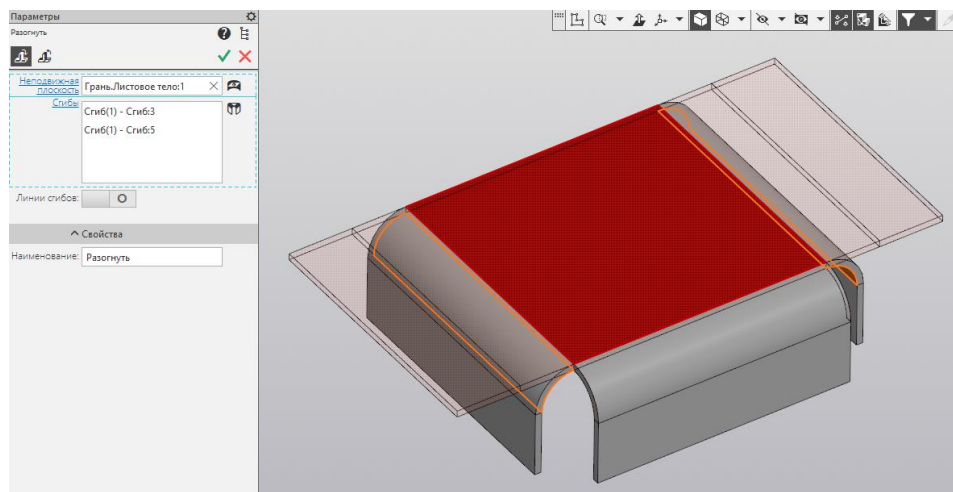 Параметры
Разогнуть
Неподвижная
плоскость
Грань.Листовое тело:1
Сгибы
Сгиб(1) - Сгиб:3
Сгиб(1) - Сгиб:5
Линии сгибов:
Свойства
Наименование:
Разогнуть